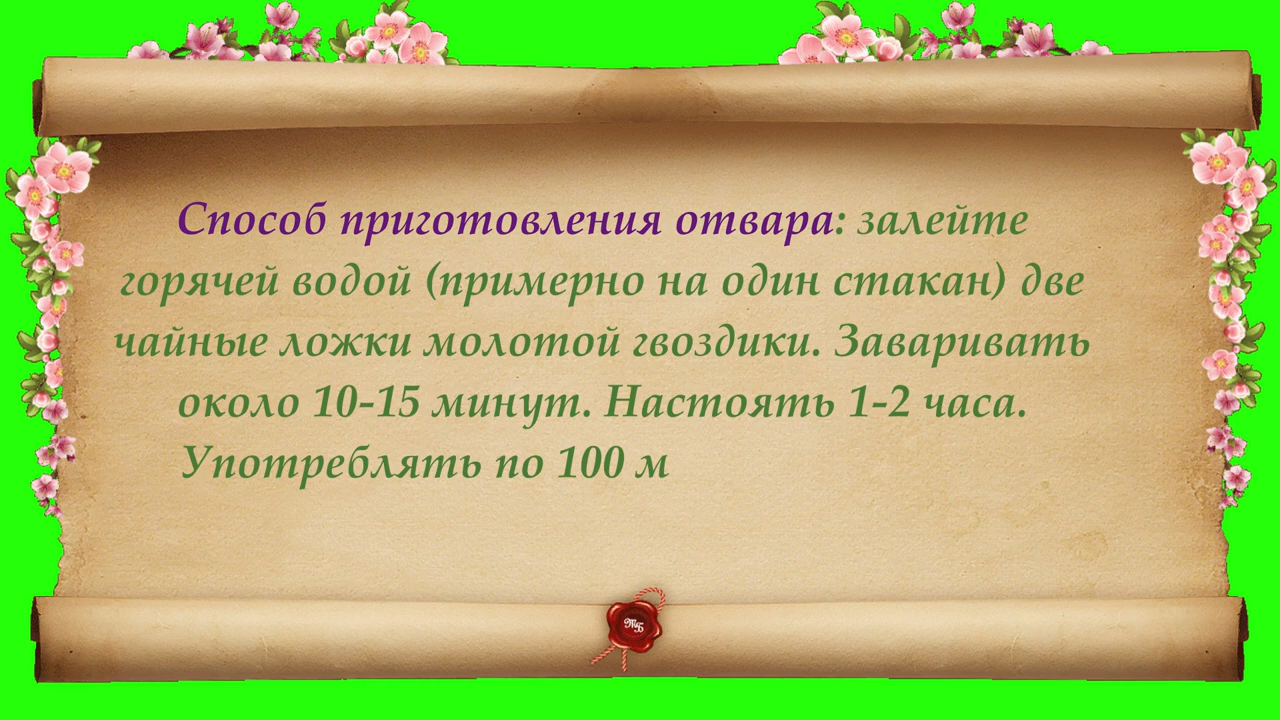 Способ приготовления отвара: залейте
горячей водой (примерно на один стакан) две
чайные ложки молотой гвоздики. Заваривать
около 10-15 минут. Настоять 1-2 часа.
Употреблять по 100 м